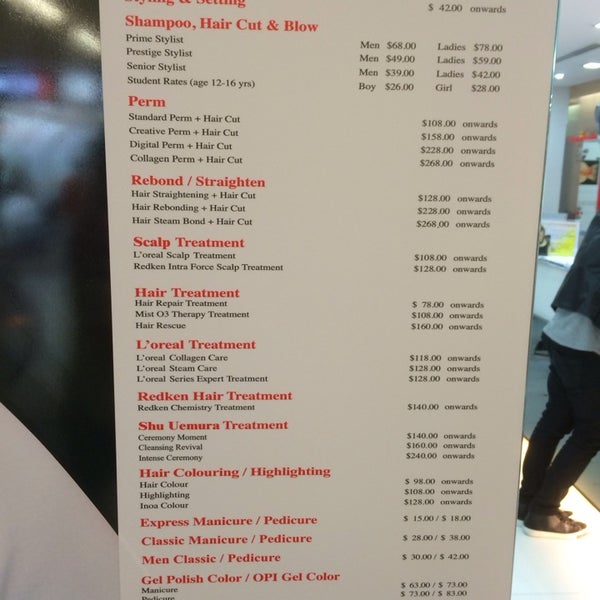 Styling & Setting $ 42.00 onwards
Shampoo, Hair Cut & Blow
Prime Stylist Men $68.00 Ladies $78.00
Prestige Stylist Men $49.00 Ladies $59.00
Senior Stylist Men $39.00 Ladies $42.00
Student Rates (age 12-16 yrs) Boy $26.00 Girl $28.00
Perm
Standard Perm + Hair Cut $108.00 onwards
Creative Perm + Hair Cut $158.00 onwards
Digital Perm + Hair Cut $228.00 onwards
Collagen Perm + Hair Cut $268.00 onwards
Rebond / Straighten
Hair Straightening + Hair Cut $128.00 onwards
Hair Rebonding + Hair Cut $228.00 onwards
Hair Steam Bond + Hair Cut $268,00 onwards
Scalp Treatment
L'oreal Scalp Treatment $108.00 onwards
Redken Intra Force Scalp Treatment $128.00 onwards
Hair Treatment
Hair Repair Treatment $ 78.00 onwards
Mist O3 Therapy Treatment $108.00 onwards
Hair Rescue $160.00 onwards
L'oreal Treatment
L'oreal Collagen Care $118.00 onwards
L'oreal Steam Care $128.00 onwards
L'oreal Series Expert Treatment $128.00 onwards
Redken Hair Treatment
Redken Chemistry Treatment $140.00 onwards
Shu Uemura Treatment
Ceremony Moment $140.00 onwards
Cleansing Revival $160.00 onwards
Intense Ceremony $240.00 onwards
Hair Colouring / Highlighting
Hair Colour $ 98.00 onwards
Highlighting $108.00 onwards
Inoa Colour $128.00 onwards
Express Manicure / Pedicure $ 15.00 / $ 18.00
Classic Manicure / Pedicure $ 28.00 / $ 38.00
Men Classic / Pedicure $ 30.00 / $ 42.00
Gel Polish Color / OPI Gel Color
Manicure $ 63.00 / $ 73.00
Pedicure $ 73.00 / $ 83.00